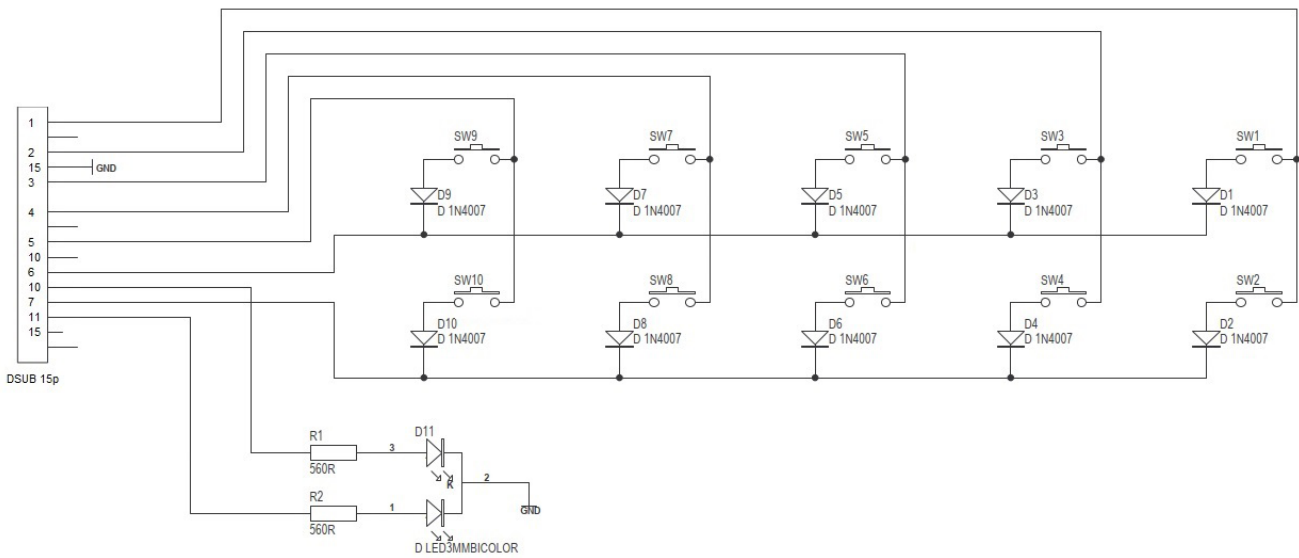 1
2
15
GND
3
4
5
10
6
10
7
11
15
DSUB 15p
SW9
SW7
SW5
SW3
SW1
D9
D 1N4007
D7
D 1N4007
D5
D 1N4007
D3
D 1N4007
D1
D 1N4007
SW10
SW8
SW6
SW4
SW2
D10
D 1N4007
D8
D 1N4007
D6
D 1N4007
D4
D 1N4007
D2
D 1N4007
R1
560R
3
D11
K
2
GND
R2
560R
1
D LED3MMBICOLOR